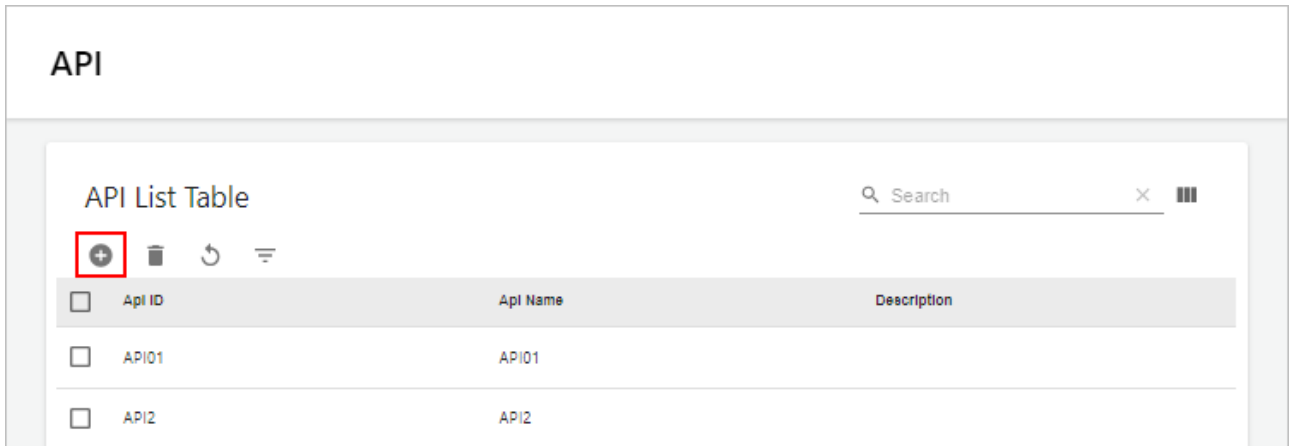 API
API List Table
Search
Api ID Api Name Description
API01 API01
API2 API2